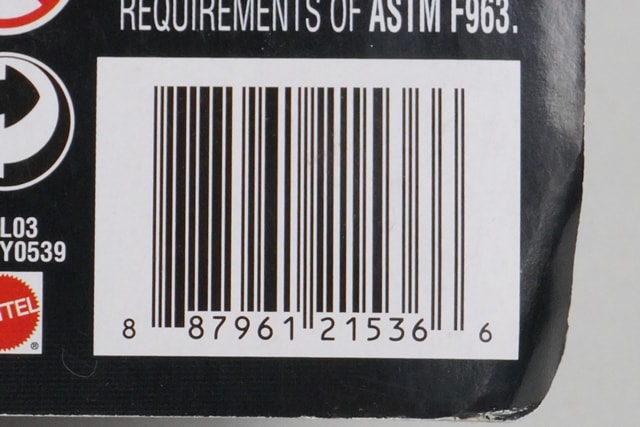 REQUIREMENTS OF ASTM F963.
L03
Y0539
TTEL
®
8 87961 21536 6